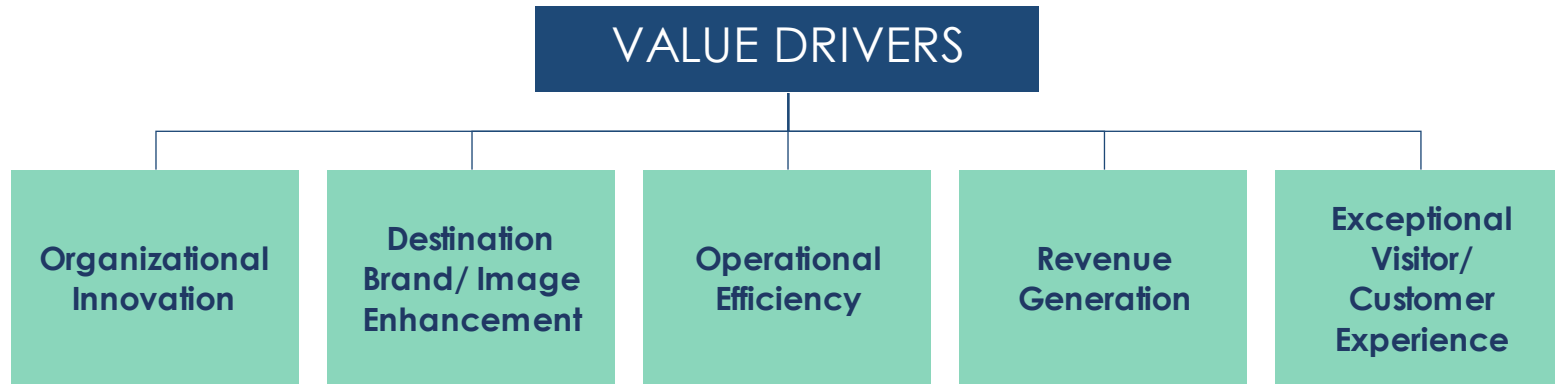 VALUE DRIVERS
Organizational
Innovation
Destination
Brand/ Image
Enhancement
Operational
Efficiency
Revenue
Generation
Exceptional
Visitor/
Customer
Experience